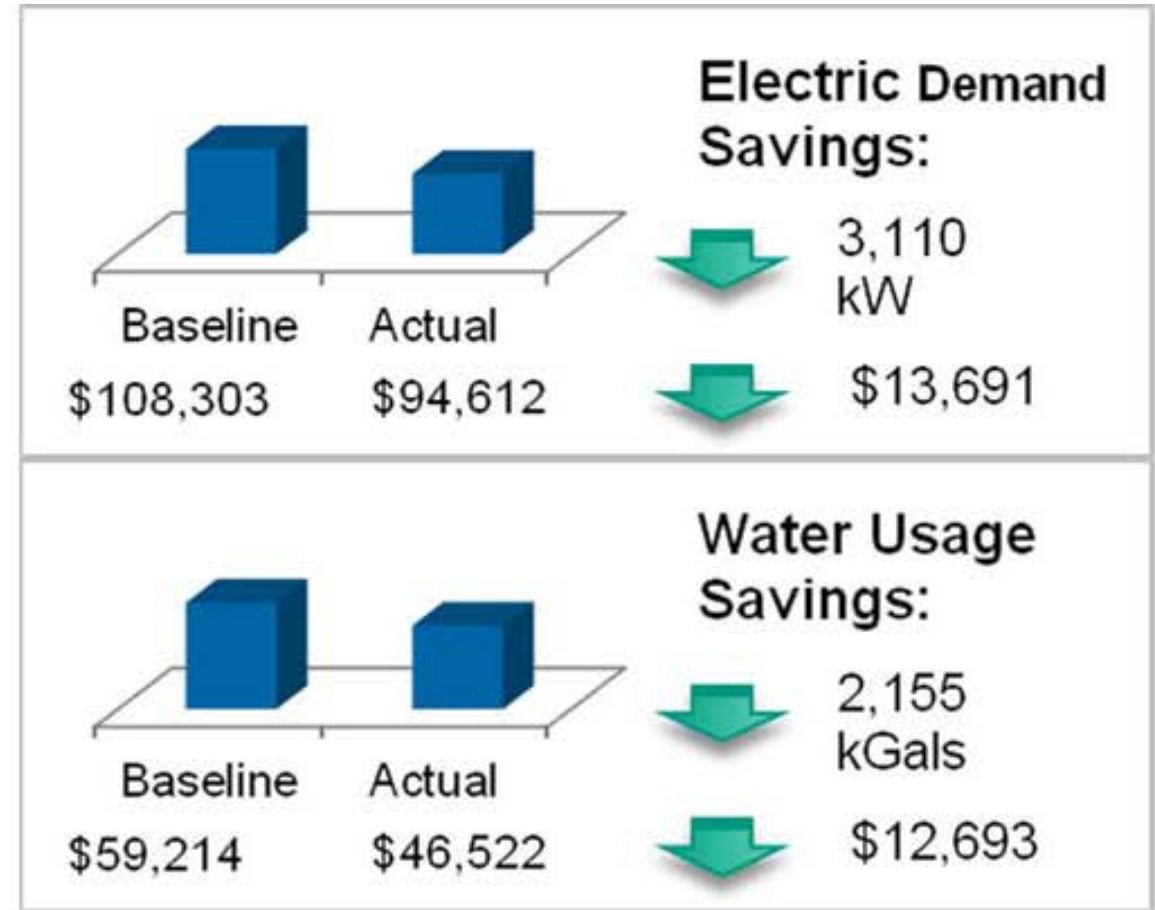 Electric Demand
Savings:
3,110
kW
Baseline Actual
$108,303 $94,612
$13,691
Water Usage
Savings:
2,155
kGals
Baseline Actual
$59,214 $46,522
$12,693